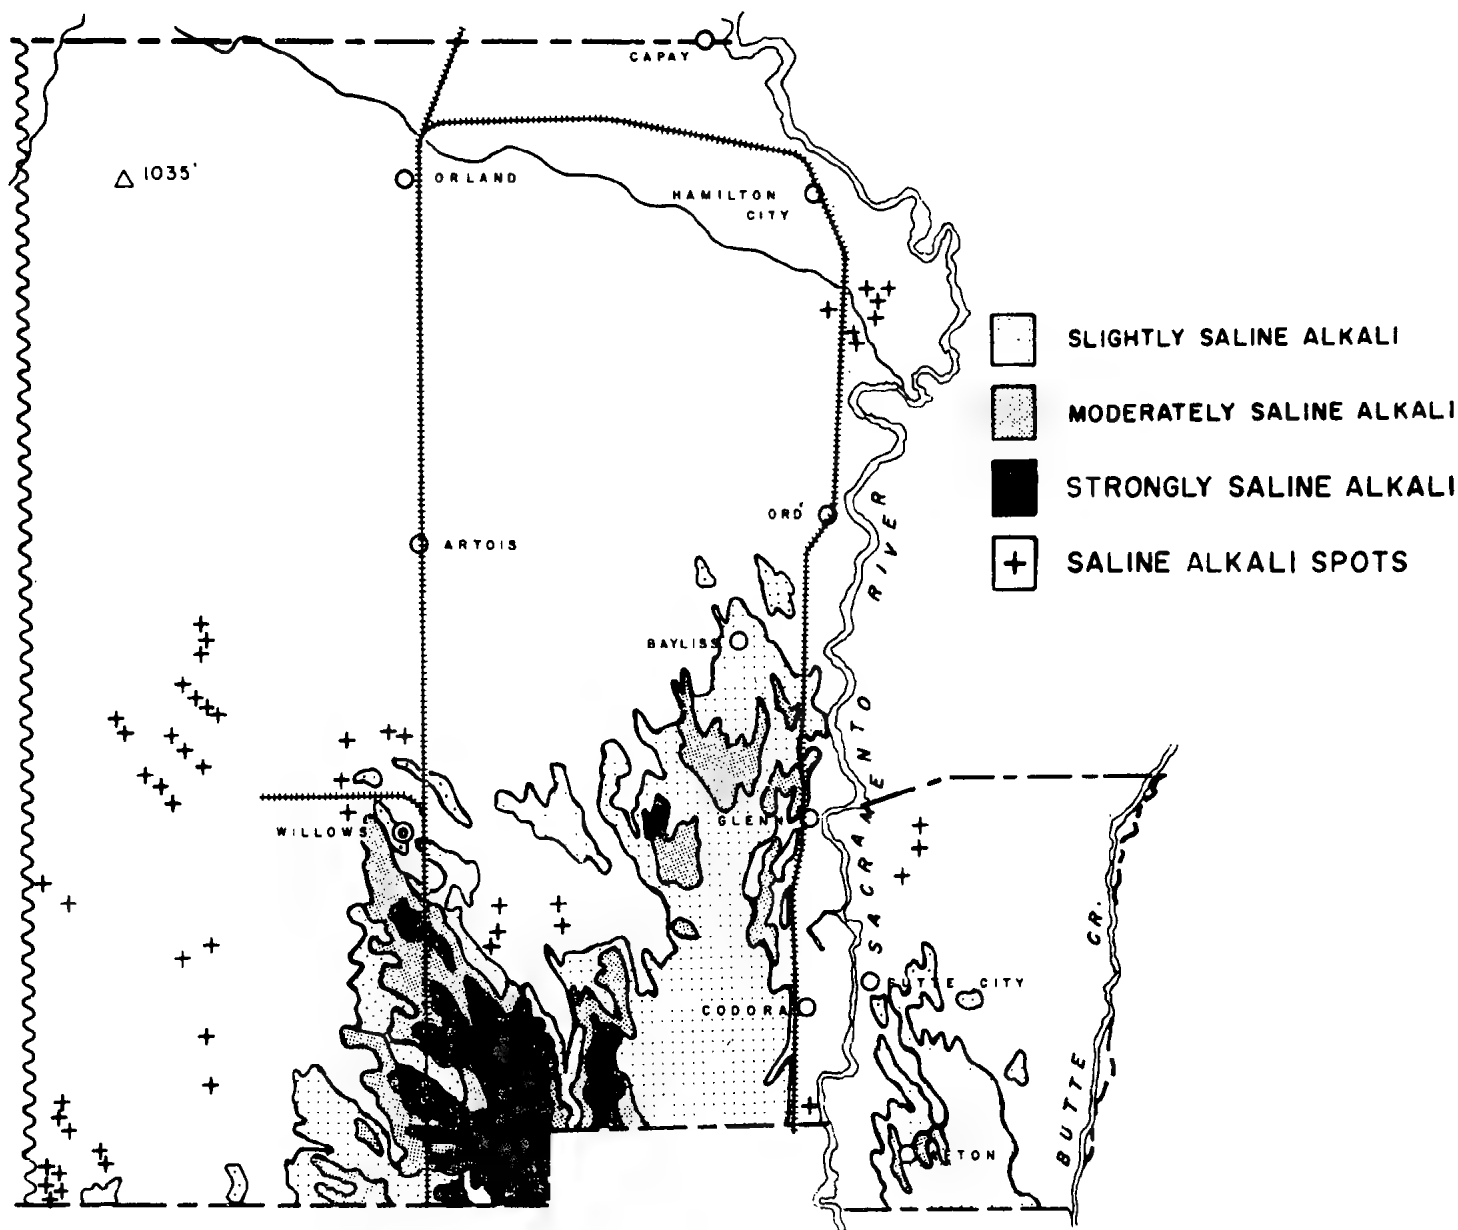 CAPAY
1035'
ORLAND
HAMILTON
CITY
SLIGHTLY SALINE ALKALI
MODERATELY SALINE ALKALI
STRONGLY SALINE ALKALI
SALINE ALKALI SPOTS
ORD
ARTOIS
SACRAMENTO RIVER
BAYLISS
GLENN
WILLOWS
BUTTE CITY
CODORA
BUTTE CR.